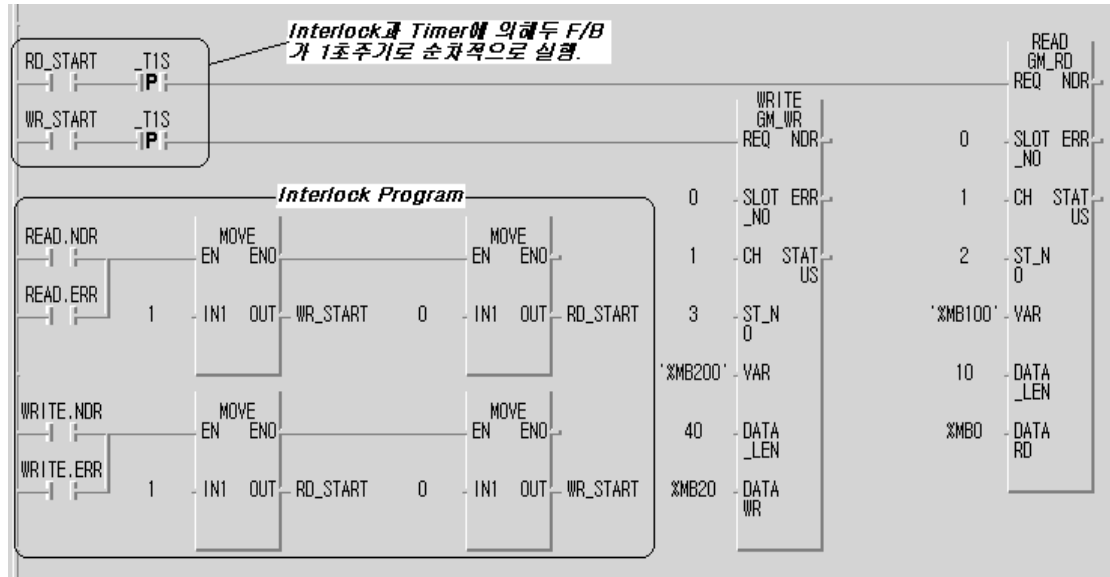 Interlock과 Timer에 의해두 F/B
가 1초주기로 순차적으로 실행.
RD_START _T1S
P
WR_START _T1S
P
READ
GM_RD
REQ NDR
0 SLOT ERR
_NO
1 CH STAT
US
2 ST_N
O
'%MB100' VAR
10 DATA
_LEN
%MB0 DATA
RD
WRITE
GM_WR
REQ NDR
0 SLOT ERR
_NO
1 CH STAT
US
3 ST_N
O
'%MB200' VAR
40 DATA
_LEN
%MB20 DATA
WR
Interlock Program
READ.NDR
READ.ERR
MOVE
EN ENO
1 IN1 OUT WR_START
MOVE
EN ENO
0 IN1 OUT RD_START
WRITE.NDR
WRITE.ERR
MOVE
EN ENO
1 IN1 OUT RD_START
MOVE
EN ENO
0 IN1 OUT WR_START